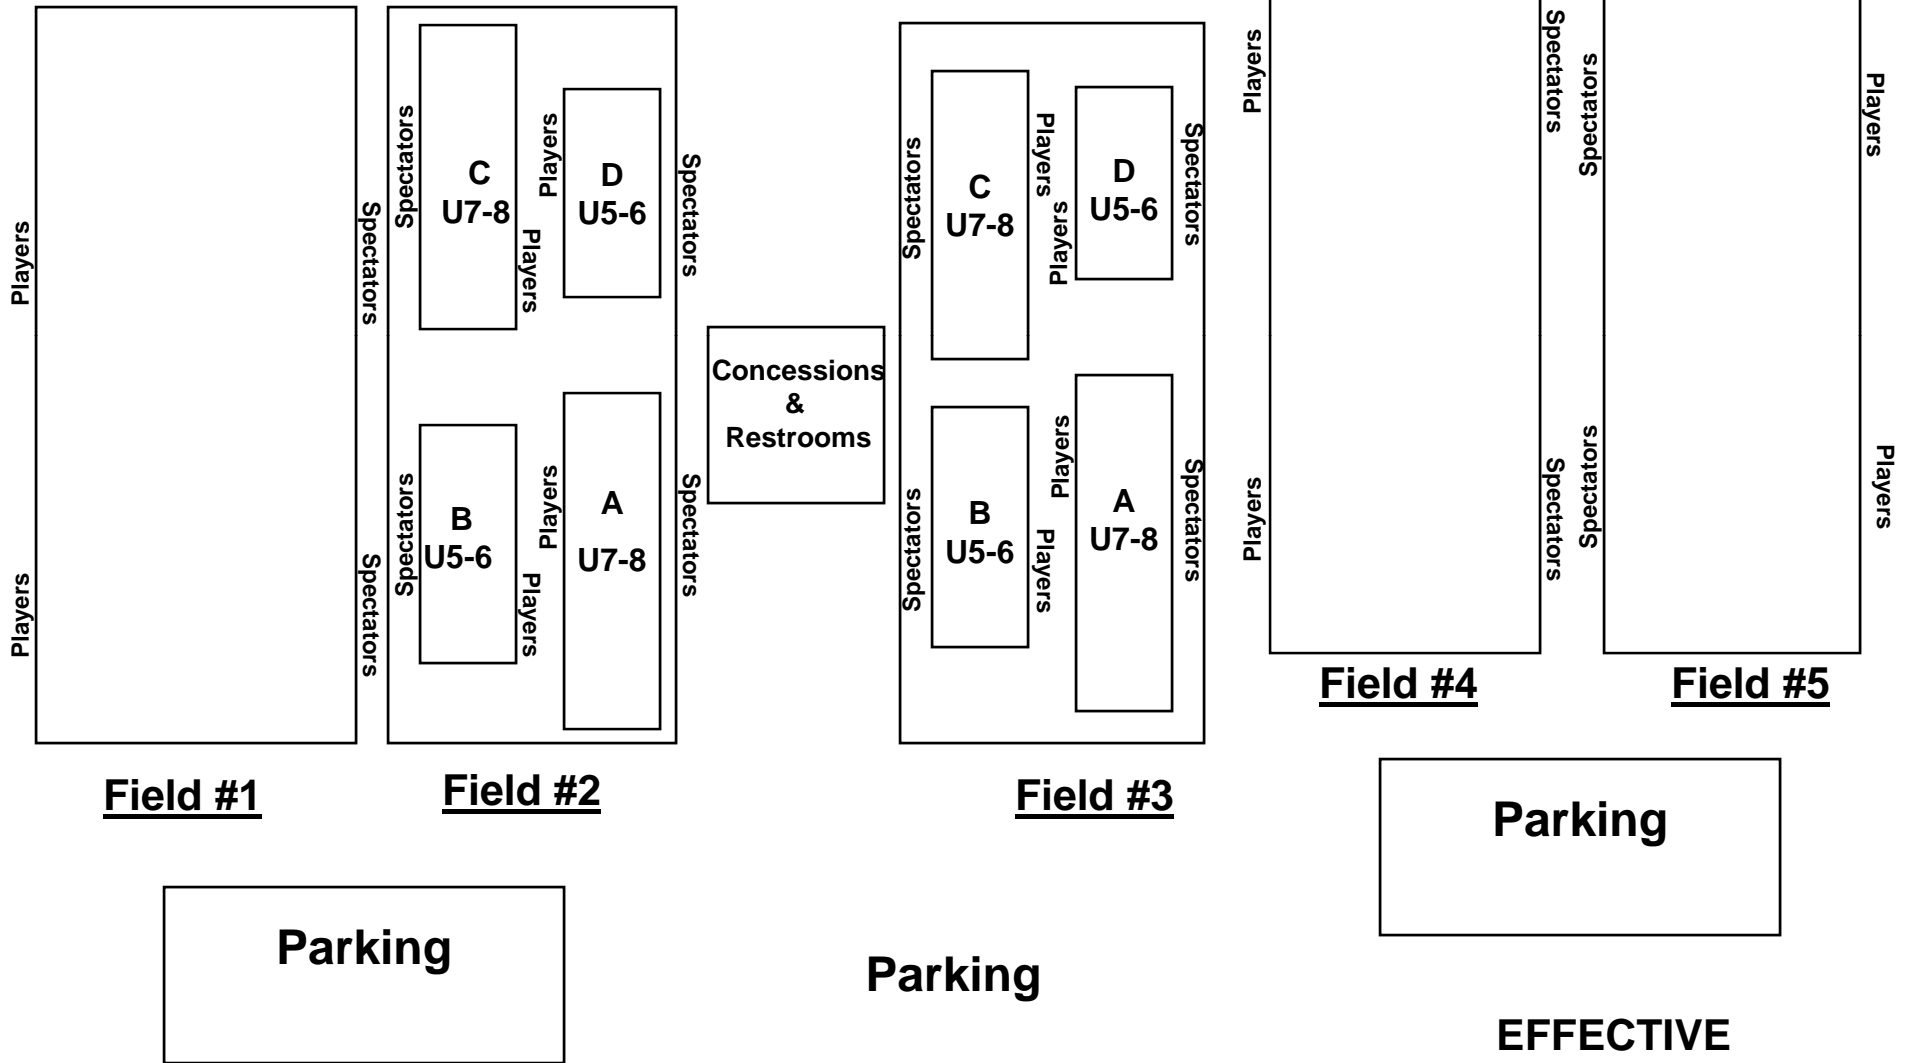 Players
Players
Spectators
Spectators
Field #1
Spectators
C
U7-8
Players
Players
D
U5-6
Spectators
Spectators
B
U5-6
Players
Players
A
U7-8
Spectators
Field #2
Concessions
&
Restrooms
Spectators
C
U7-8
Players
Players
D
U5-6
Spectators
Spectators
B
U5-6
Players
Players
A
U7-8
Spectators
Field #3
Players
Players
Spectators
Spectators
Field #4
Spectators
Spectators
Players
Players
Field #5
Parking
Parking
Parking
EFFECTIVE